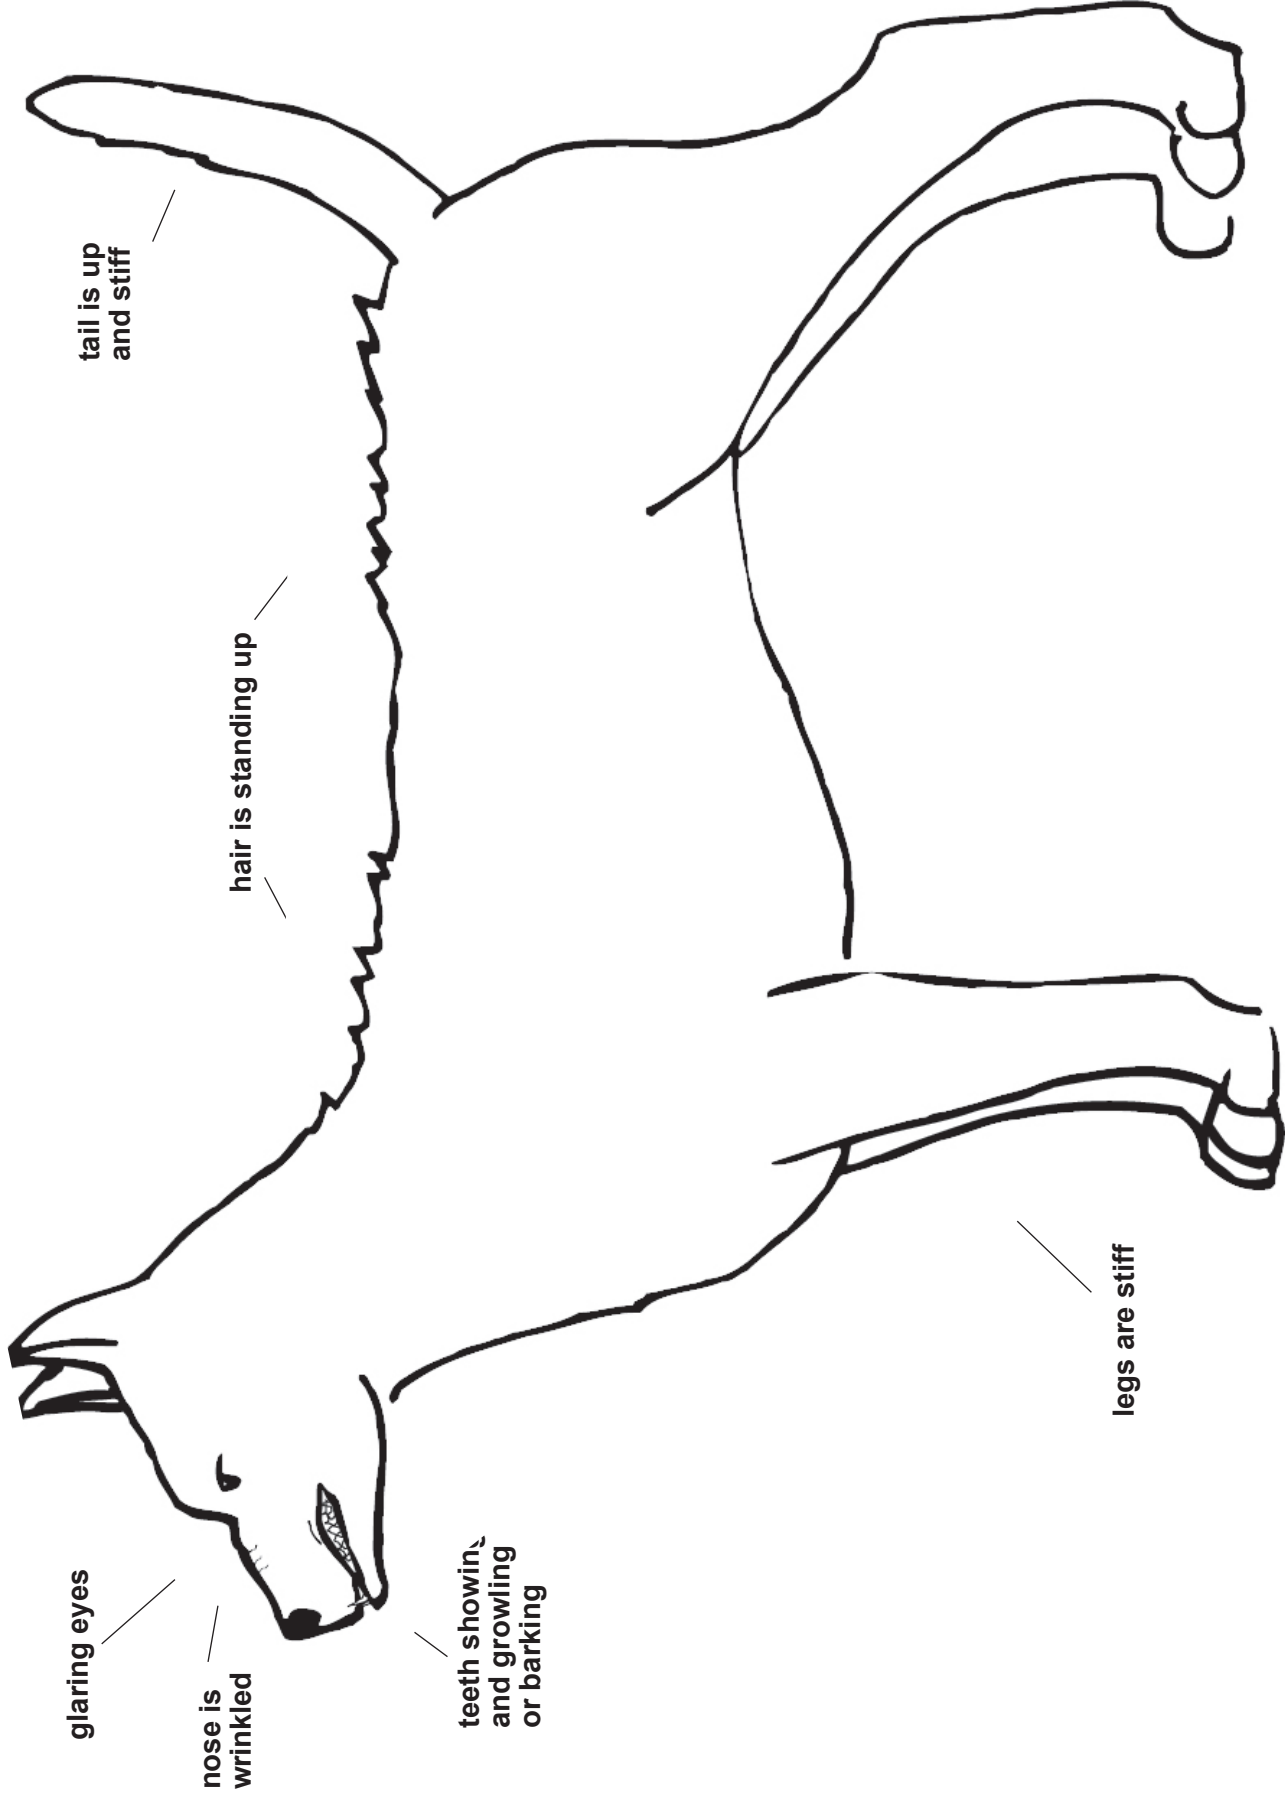 glaring eyes
nose is
wrinkled
teeth showing
and growling
or barking
hair is standing up
tail is up
and stiff
legs are stiff